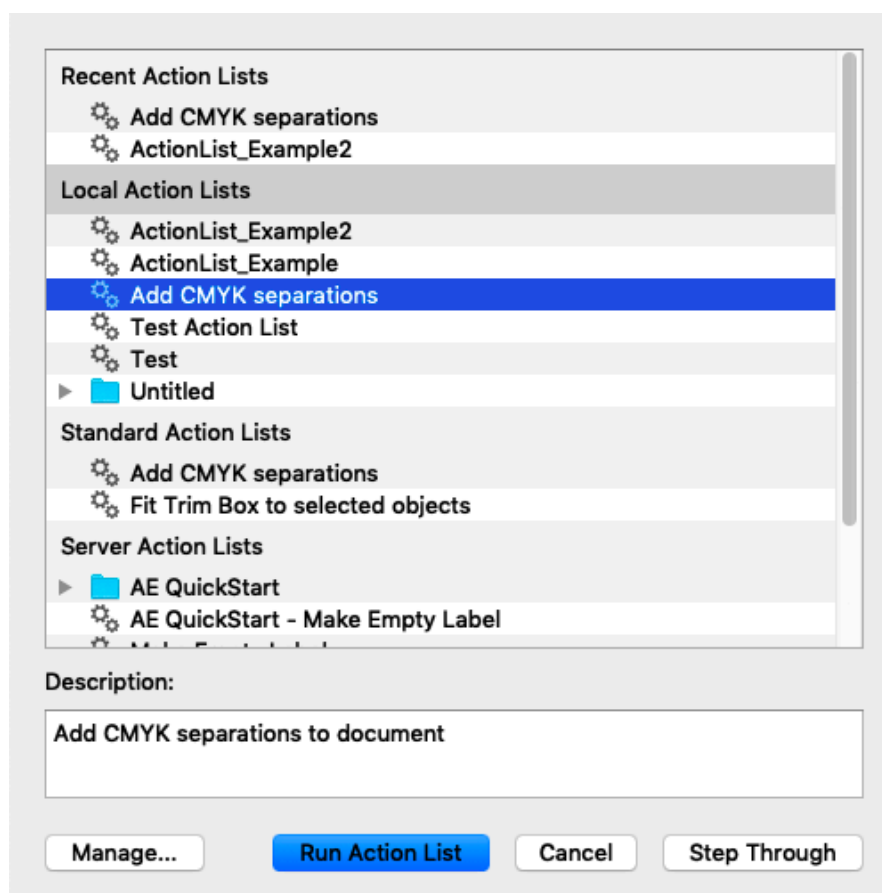 Recent Action Lists
Add CMYK separations
ActionList_Example2
Local Action Lists
ActionList_Example2
ActionList_Example
Add CMYK separations
Test Action List
Test
Untitled
Standard Action Lists
Add CMYK separations
Fit Trim Box to selected objects
Server Action Lists
AE QuickStart
AE QuickStart - Make Empty Label
Description:
Add CMYK separations to document
Manage... Run Action List Cancel Step Through